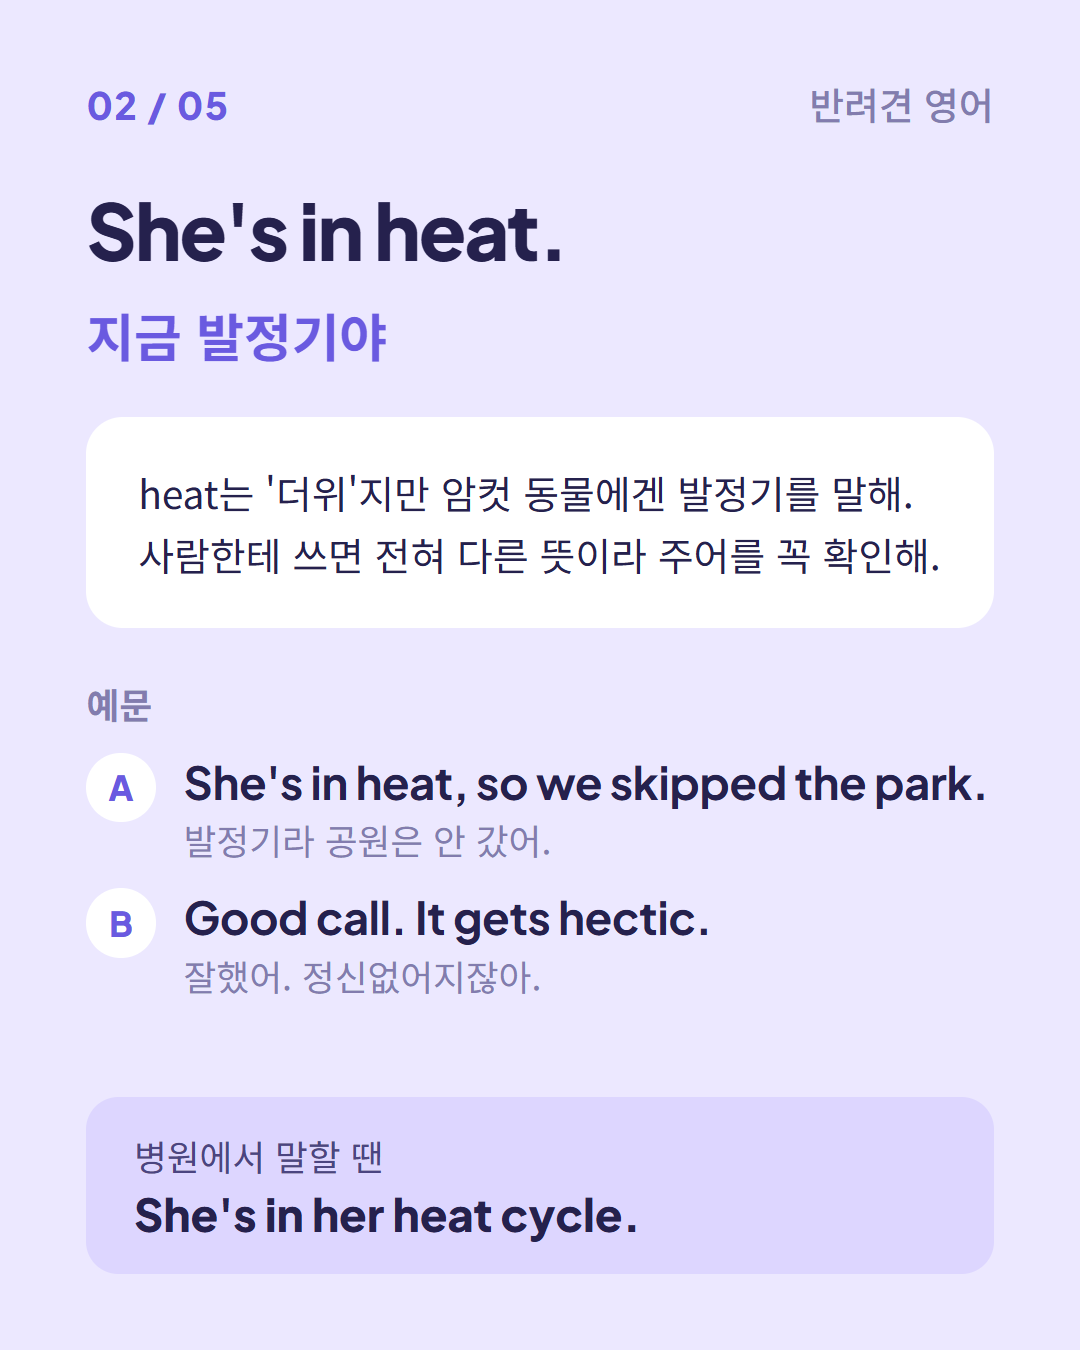 02 / 05
반려견 영어
She's in heat.
지금 발정기야
heat는 '더위'지만 암컷 동물에겐 발정기를 말해.
사람한테 쓰면 전혀 다른 뜻이라 주어를 꼭 확인해.
예문
A
She's in heat, so we skipped the park.
발정기라 공원은 안 갔어.
B
Good call. It gets hectic.
잘했어. 정신없어지잖아.
병원에서 말할 땐
She's in her heat cycle.